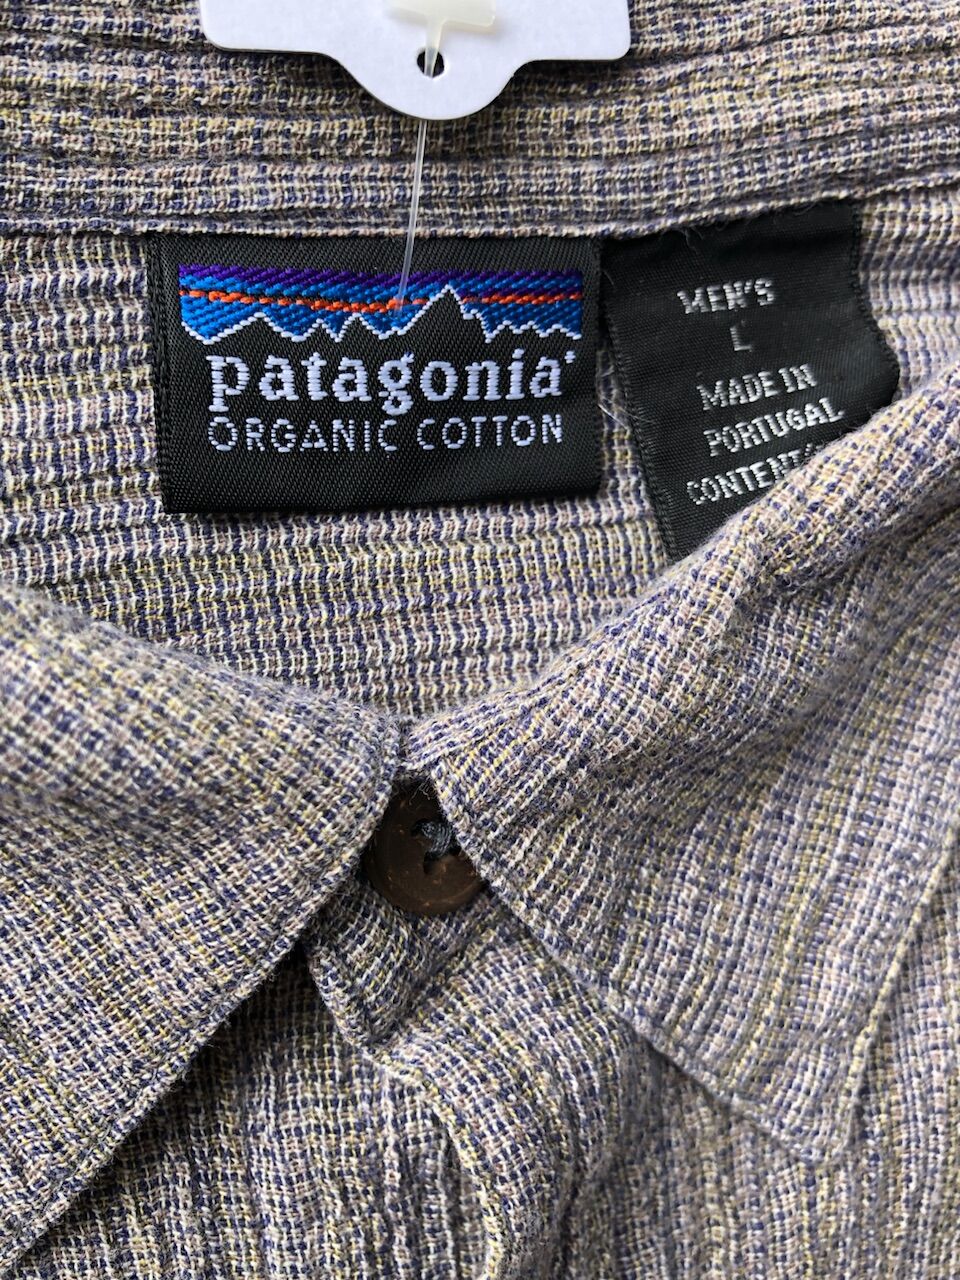 patagonia®
ORGANIC COTTON
MEN'S
L
MADE IN
PORTUGAL